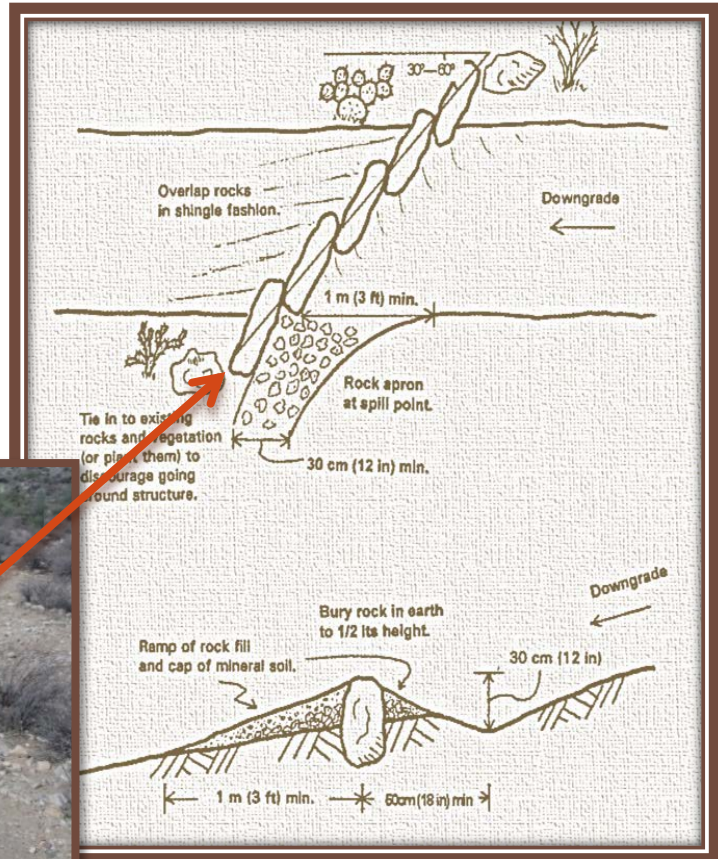 30°–60°
Overlap rocks
in shingle fashion.
Downgrade
1 m (3 ft) min.
Rock apron
at spill point.
Tie in to existing
rocks and vegetation
(or plant them) to
discourage going
around structure.
30 cm (12 in) min.
Downgrade
Bury rock in earth
to 1/2 its height.
Ramp of rock fill
and cap of mineral soil.
30 cm (12 in)
1 m (3 ft) min.
50cm (18 in) min